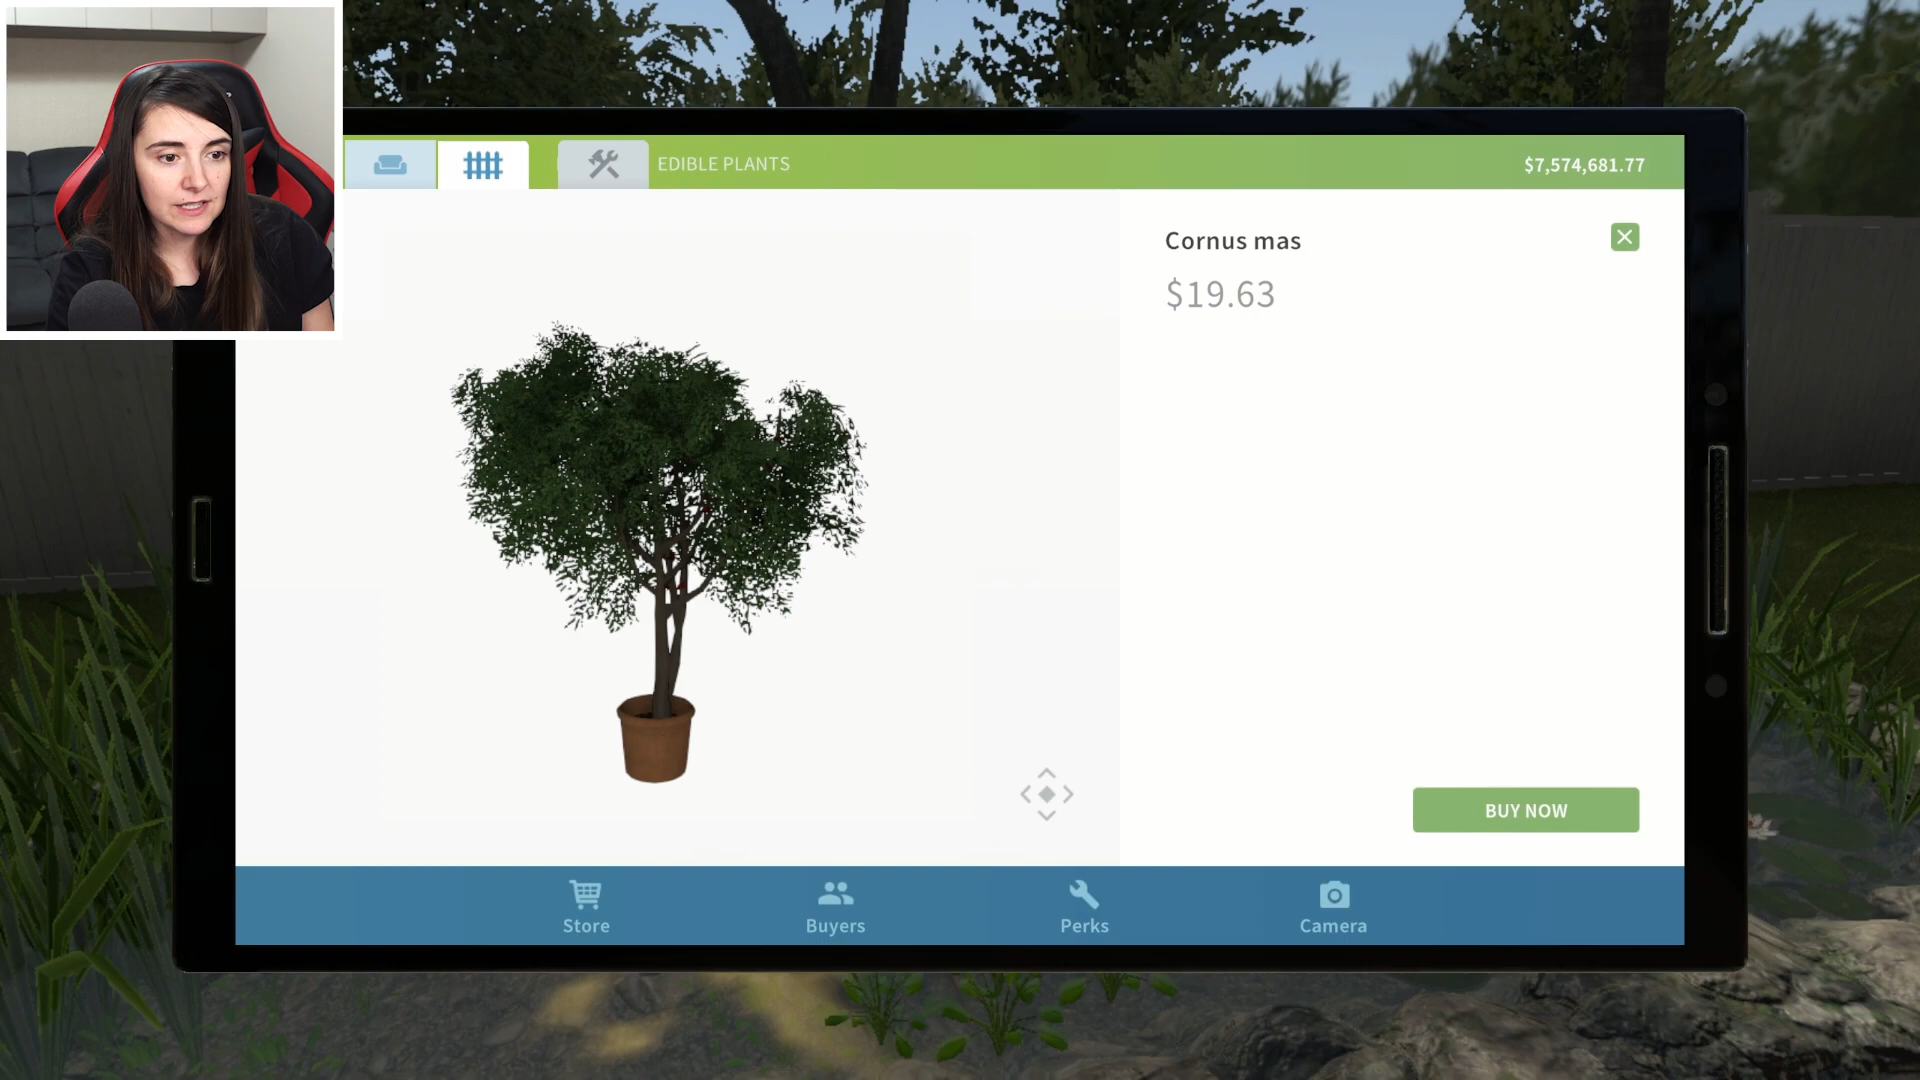 EDIBLE PLANTS
$7,574,681.77
Cornus mas
$19.63
BUY NOW
Store
Buyers
Perks
Camera